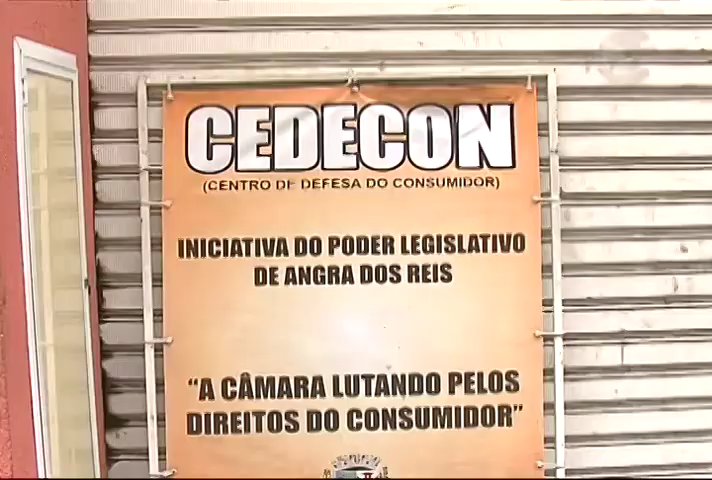 CEDECON
(CENTRO DE DEFESA DO CONSUMIDOR)
INICIATIVA DO PODER LEGISLATIVO
DE ANGRA DOS REIS
“A CÂMARA LUTANDO PELOS
DIREITOS DO CONSUMIDOR”